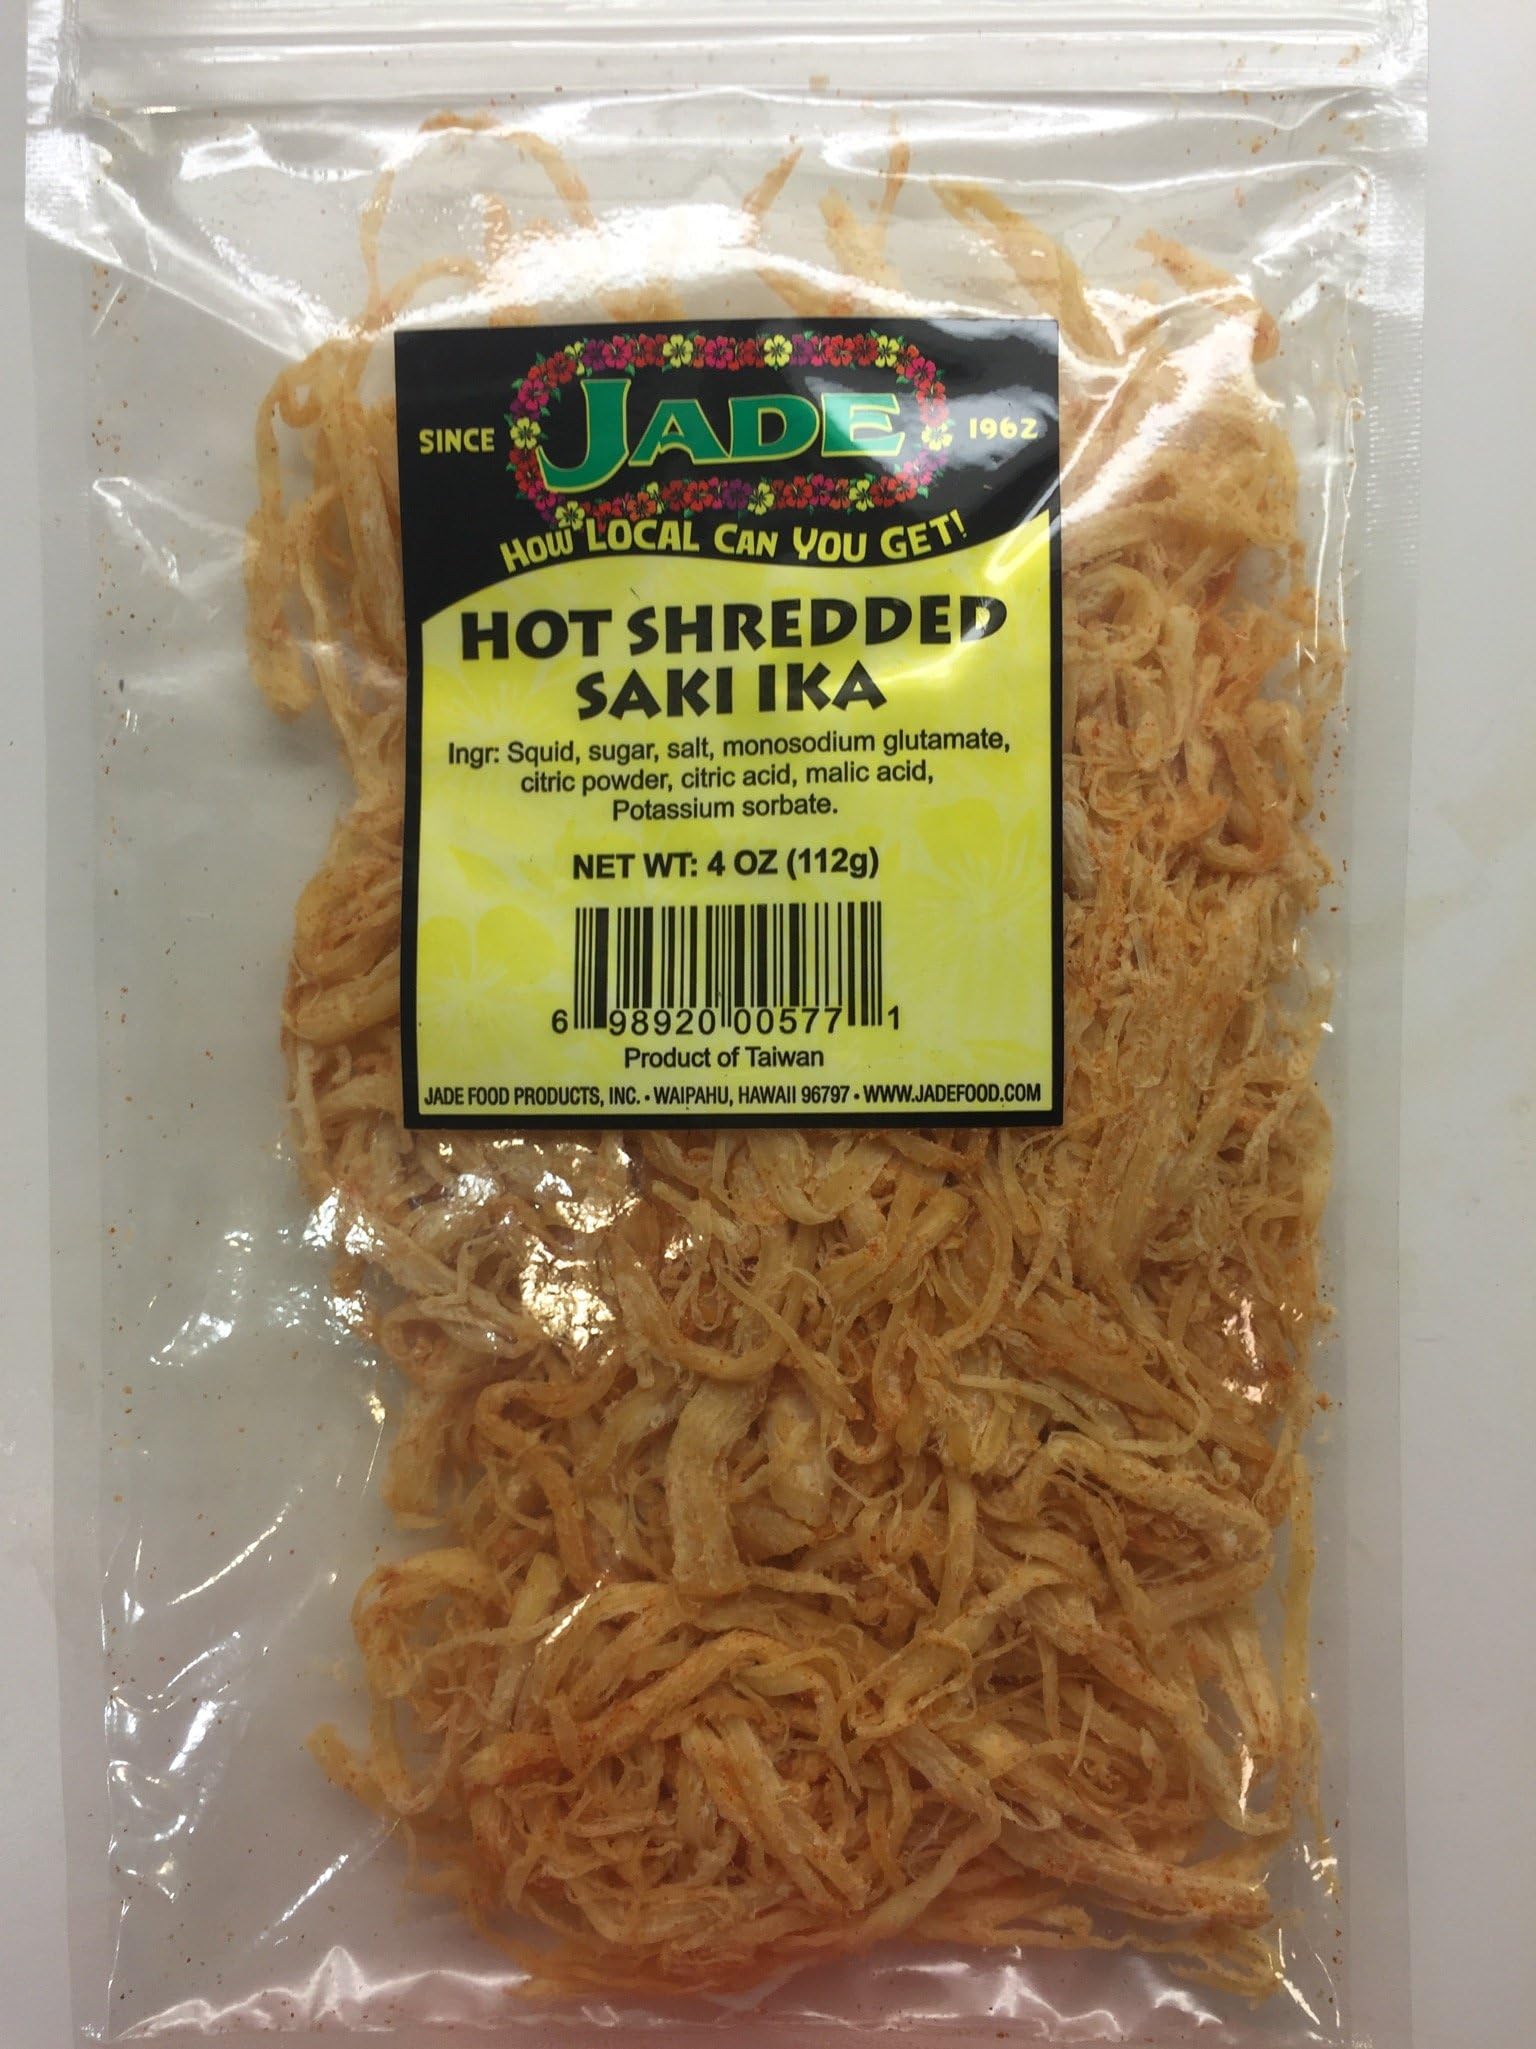 SINCE JADE 1962
HOW LOCAL CAN YOU GET!
HOT SHREDDED
SAKI IKA
Ingr: Squid, sugar, salt, monosodium glutamate,
citric powder, citric acid, malic acid,
Potassium sorbate.
NET WT: 4 OZ (112g)
6 98920 00577 1
Product of Taiwan
JADE FOOD PRODUCTS, INC. • WAIPAHU, HAWAII 96797 • WWW.JADEFOOD.COM